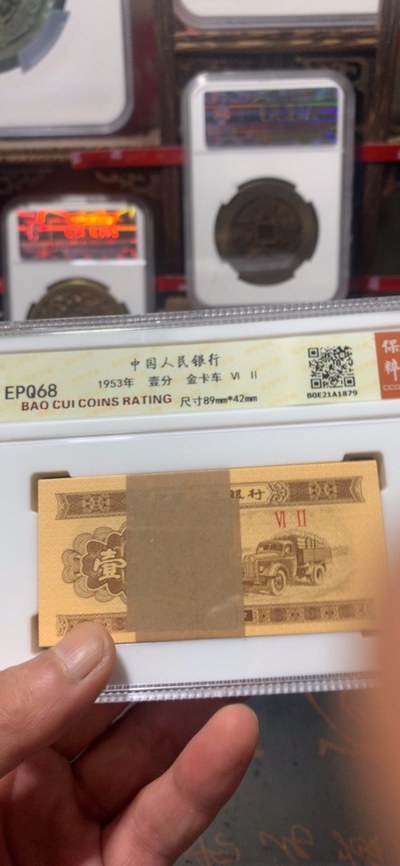 中国人民银行
1953年 壹分 金卡车 VI II
EPQ68
BAO CUI COINS RATING 尺寸89mm*42mm
B0E21A1879
保粹
银行
VI II
壹